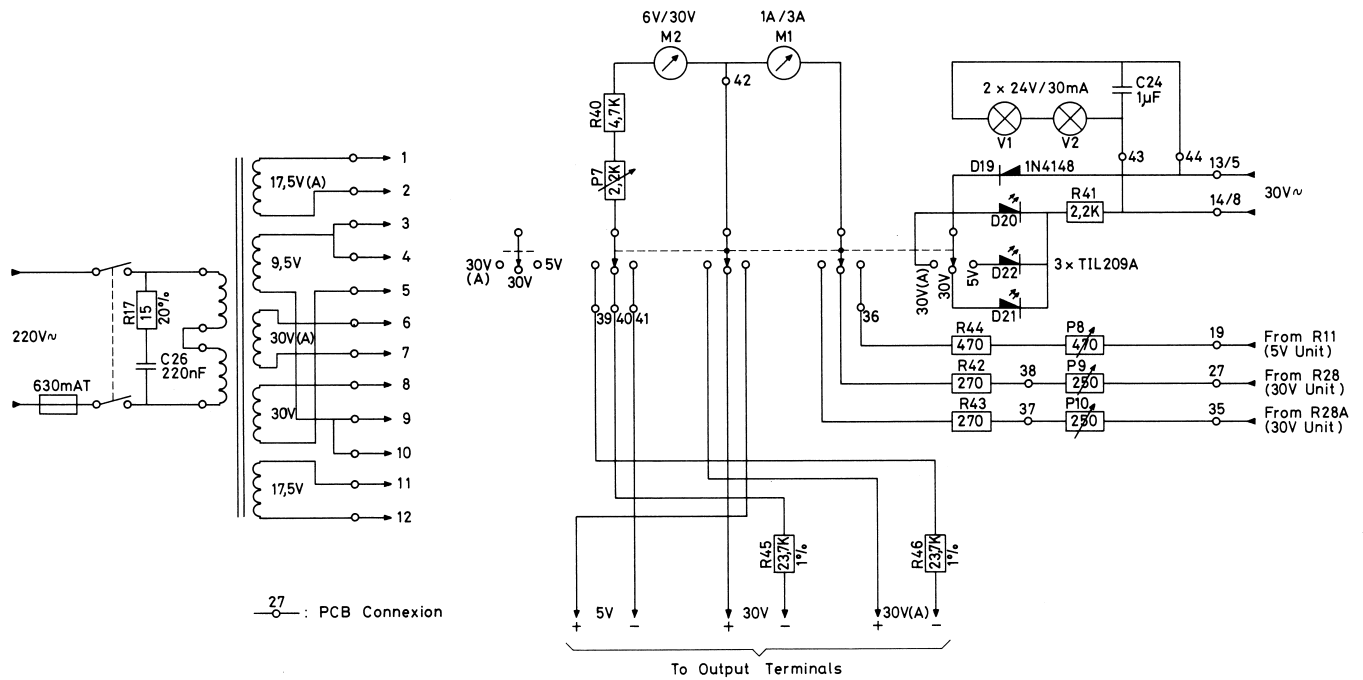 6V/30V
M2
1A/3A
M1
42
2 x 24V/30mA
C24
1µF
V1
V2
R40
4,7K
P7
2,2K
43
44
13/5
D19
1N4148
30V~
14/8
R41
2,2K
D20
D22
3 x TIL209A
D21
30V(A)
30V
5V
17,5V(A)
9,5V
30V(A)
30V
17,5V
1
2
3
4
5
6
7
8
9
10
11
12
220V~
R17
15
20%
C26
220nF
630mAT
30V
(A)
30V
5V
39
40
41
36
R44
470
P8
470
19
From R11
(5V Unit)
R42
270
38
P9
250
27
From R28
(30V Unit)
R43
270
37
P10
250
35
From R28A
(30V Unit)
R45
23,7K
1%
R46
23,7K
1%
27
: PCB Connexion
+
5V
-
+
30V
-
+
30V(A)
-
To Output Terminals